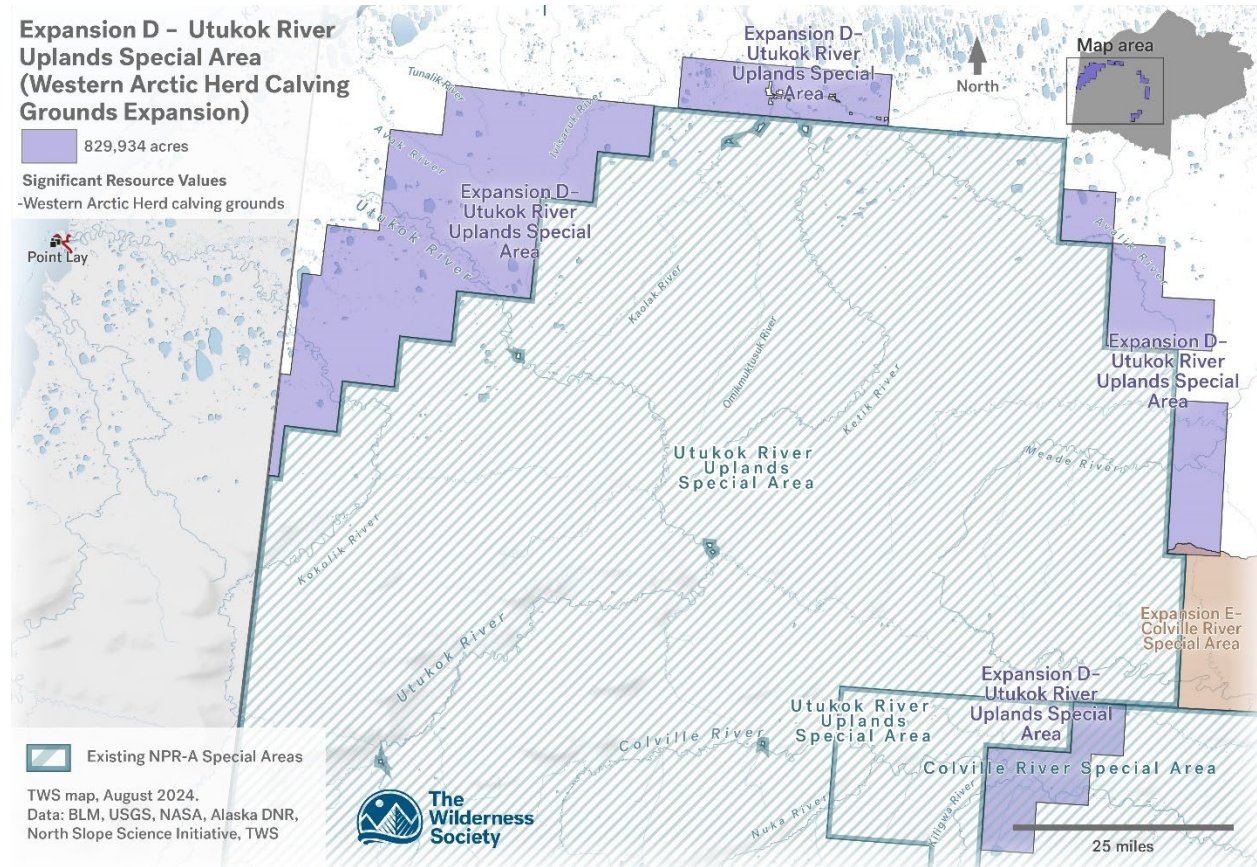 Expansion D - Utukok River
Uplands Special Area
(Western Arctic Herd Calving
Grounds Expansion)
829,934 acres
Significant Resource Values
-Western Arctic Herd calving grounds
Expansion D-
Utukok River
Uplands Special
Area
North
Map area
Tunalik River
Avak River
Ivisaruk River
Utukok River
Expansion D-
Utukok River
Uplands Special
Area
Point Lay
Avalik River
Kaolak River
Omikmuktusuk River
Ketik River
Expansion D-
Utukok River
Uplands Special
Area
Utukok River
Uplands
Special Area
Meade River
Kokolik River
Utukok River
Expansion E-
Colville River
Special Area
Expansion D-
Utukok River
Uplands Special
Area
Utukok River
Uplands
Special Area
Colville River
Colville River Special Area
Nuka River
Kiligwa River
Existing NPR-A Special Areas
TWS map, August 2024.
Data: BLM, USGS, NASA, Alaska DNR,
North Slope Science Initiative, TWS
The
Wilderness
Society
25 miles